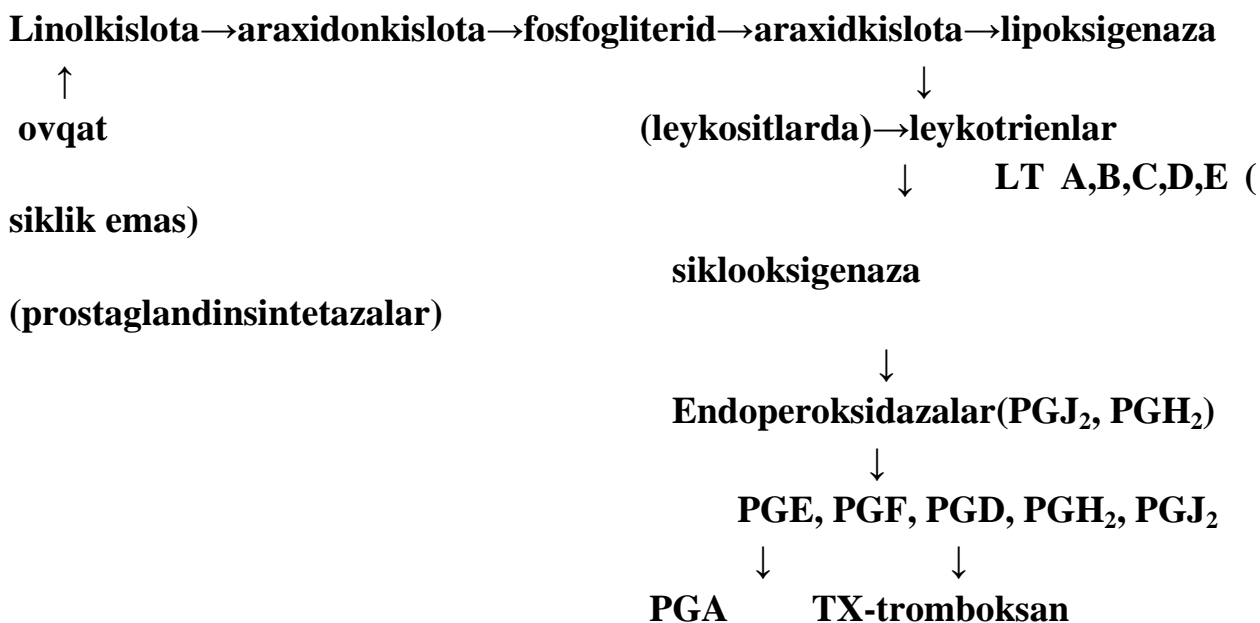 Linolkislota→araxidonkislota→fosfogliterid→araxidkislota→lipoksigenaza
↑ ↓
ovqat (leykositlarda)→leykotrienlar
↓ LT A,B,C,D,E (
siklik emas)
siklooksigenaza
(prostaglandinsintetazalar)
↓
Endoperoksidazalar(PGJ₂, PGH₂)
↓
PGE, PGF, PGD, PGH₂, PGJ₂
↓ ↓
PGA TX-tromboksan